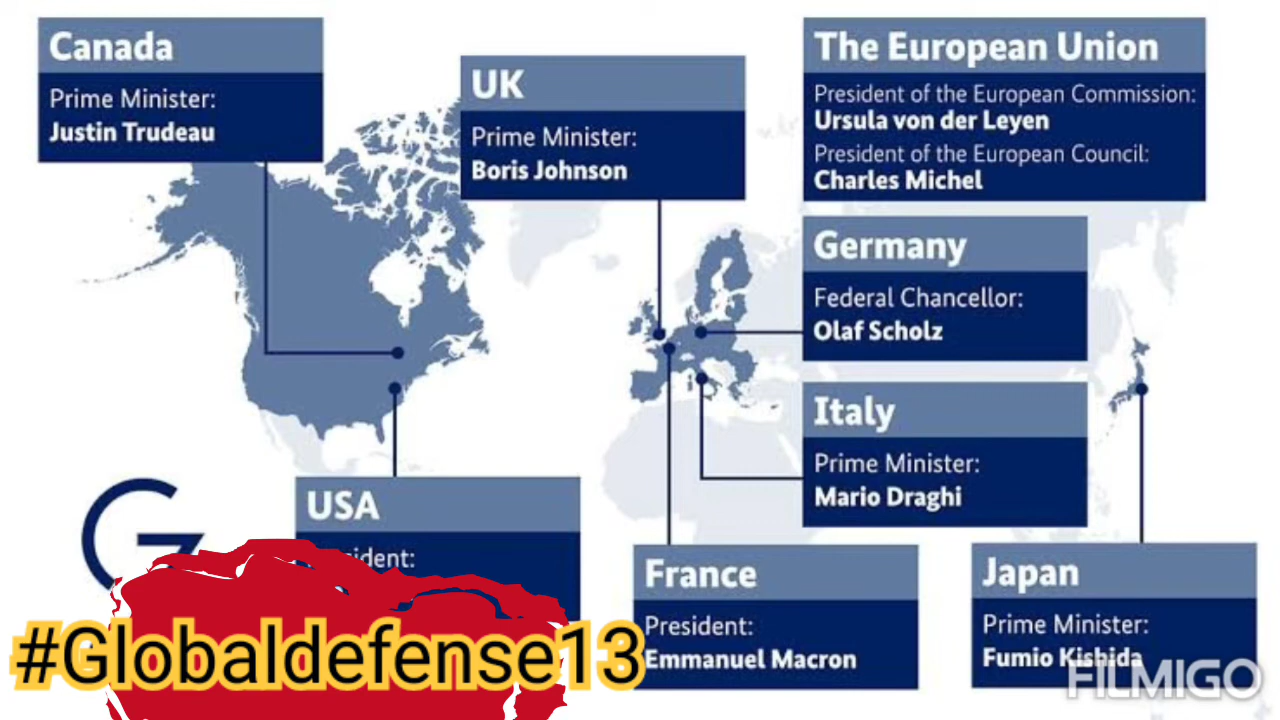 Canada
Prime Minister:
Justin Trudeau
UK
Prime Minister:
Boris Johnson
The European Union
President of the European Commission:
Ursula von der Leyen
President of the European Council:
Charles Michel
Germany
Federal Chancellor:
Olaf Scholz
Italy
Prime Minister:
Mario Draghi
USA
ident:
G7
France
President:
Emmanuel Macron
Japan
Prime Minister:
Fumio Kishida
#Globaldefense13
FILMIGO